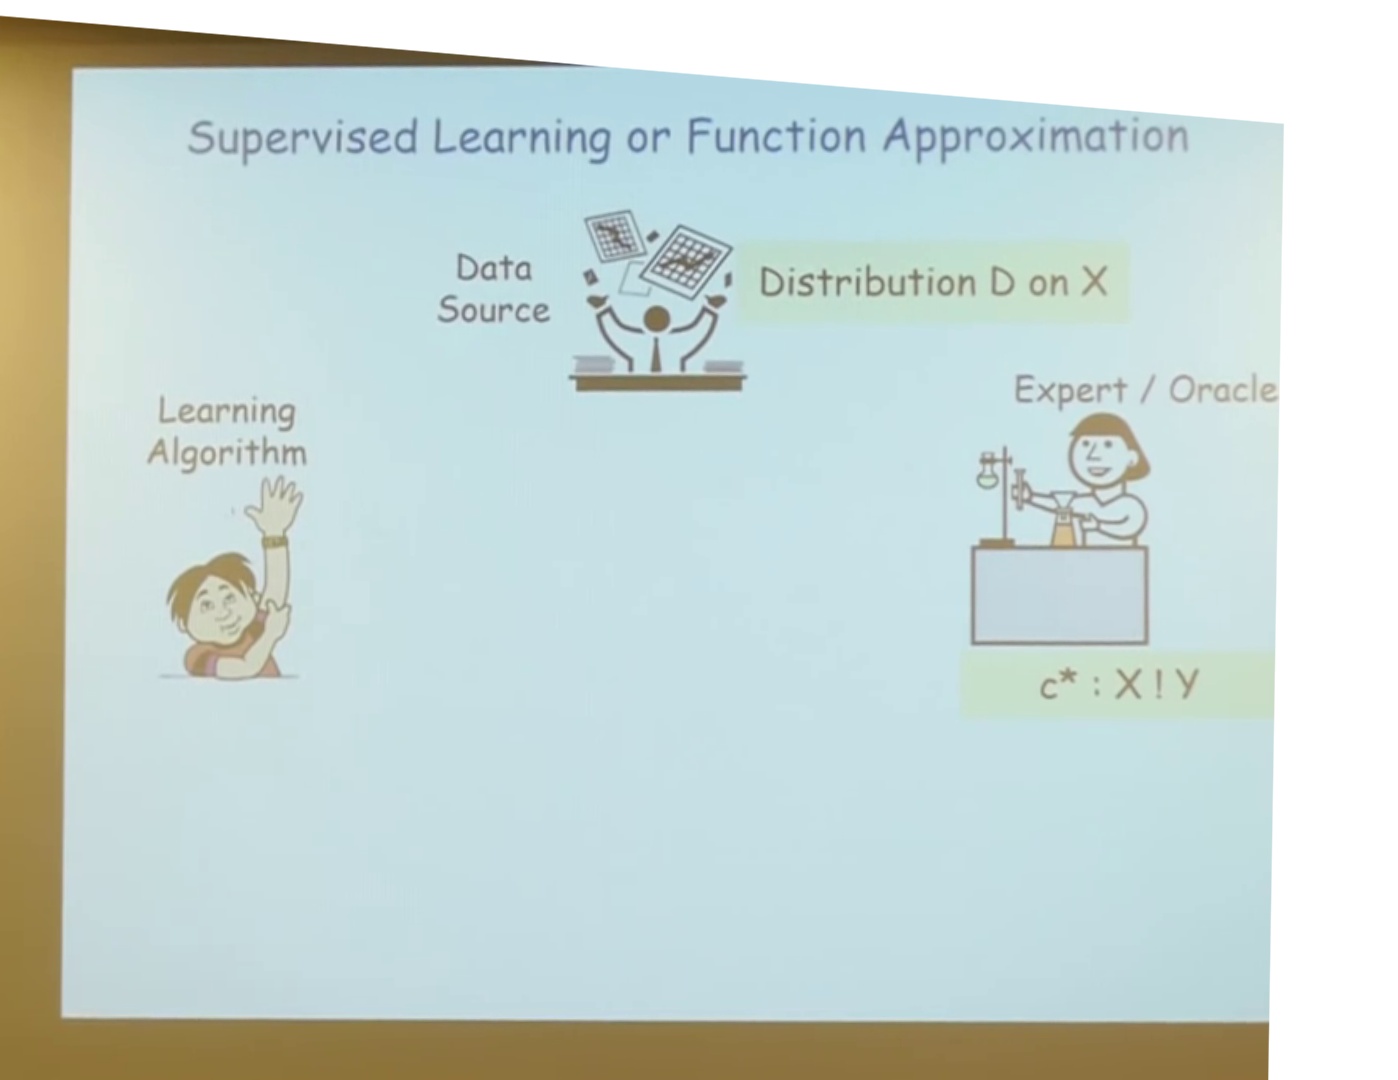 Supervised Learning or Function Approximation
Data
Source
Distribution D on X
Expert / Oracle
Learning
Algorithm
c* : X ! Y